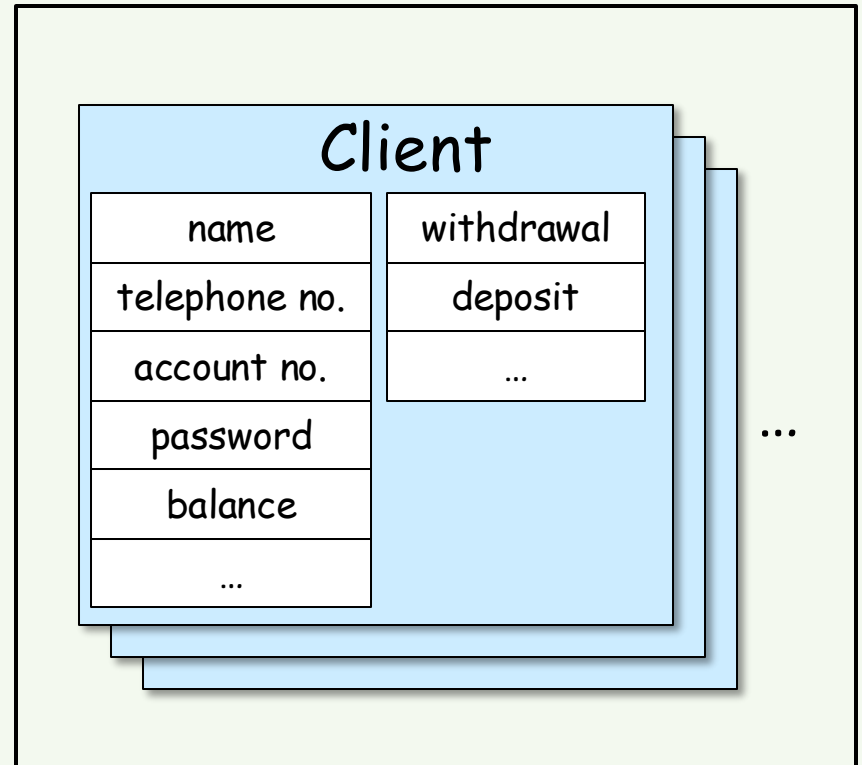 Client
name
telephone no.
account no.
password
balance
...
withdrawal
deposit
...
...